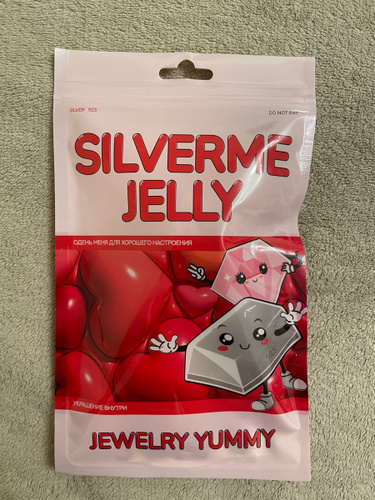 SILVER 925
DO NOT EAT
SILVERME
JELLY
ОДЕНЬ МЕНЯ ДЛЯ ХОРОШЕГО НАСТРОЕНИЯ
УКРАШЕНИЕ ВНУТРИ
JEWELRY YUMMY